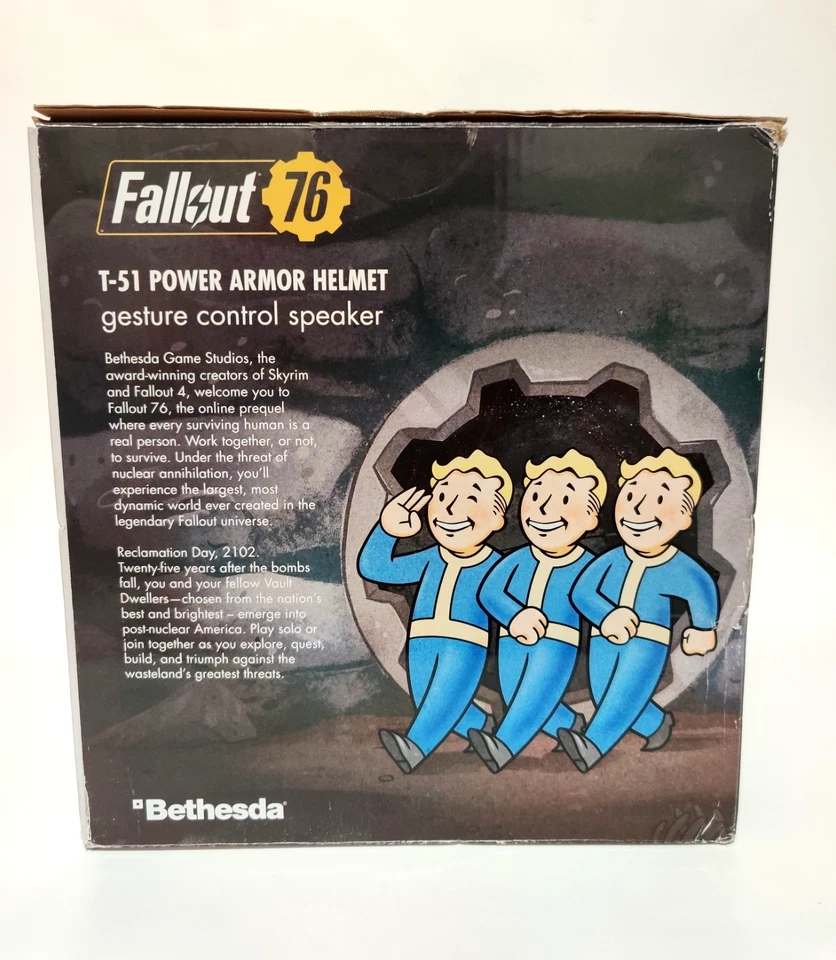 Fallout 76
T-51 POWER ARMOR HELMET
gesture control speaker
Bethesda Game Studios, the
award-winning creators of Skyrim
and Fallout 4, welcome you to
Fallout 76, the online prequel
where every surviving human is a
real person. Work together, or not,
to survive. Under the threat of
nuclear annihilation, you'll
experience the largest, most
dynamic world ever created in the
legendary Fallout universe.
Reclamation Day, 2102.
Twenty-five years after the bombs
fall, you and your fellow Vault
Dwellers—chosen from the nation's
best and brightest – emerge into
post-nuclear America. Play solo or
join together as you explore, quest,
build, and triumph against the
wasteland's greatest threats.
Bethesda®